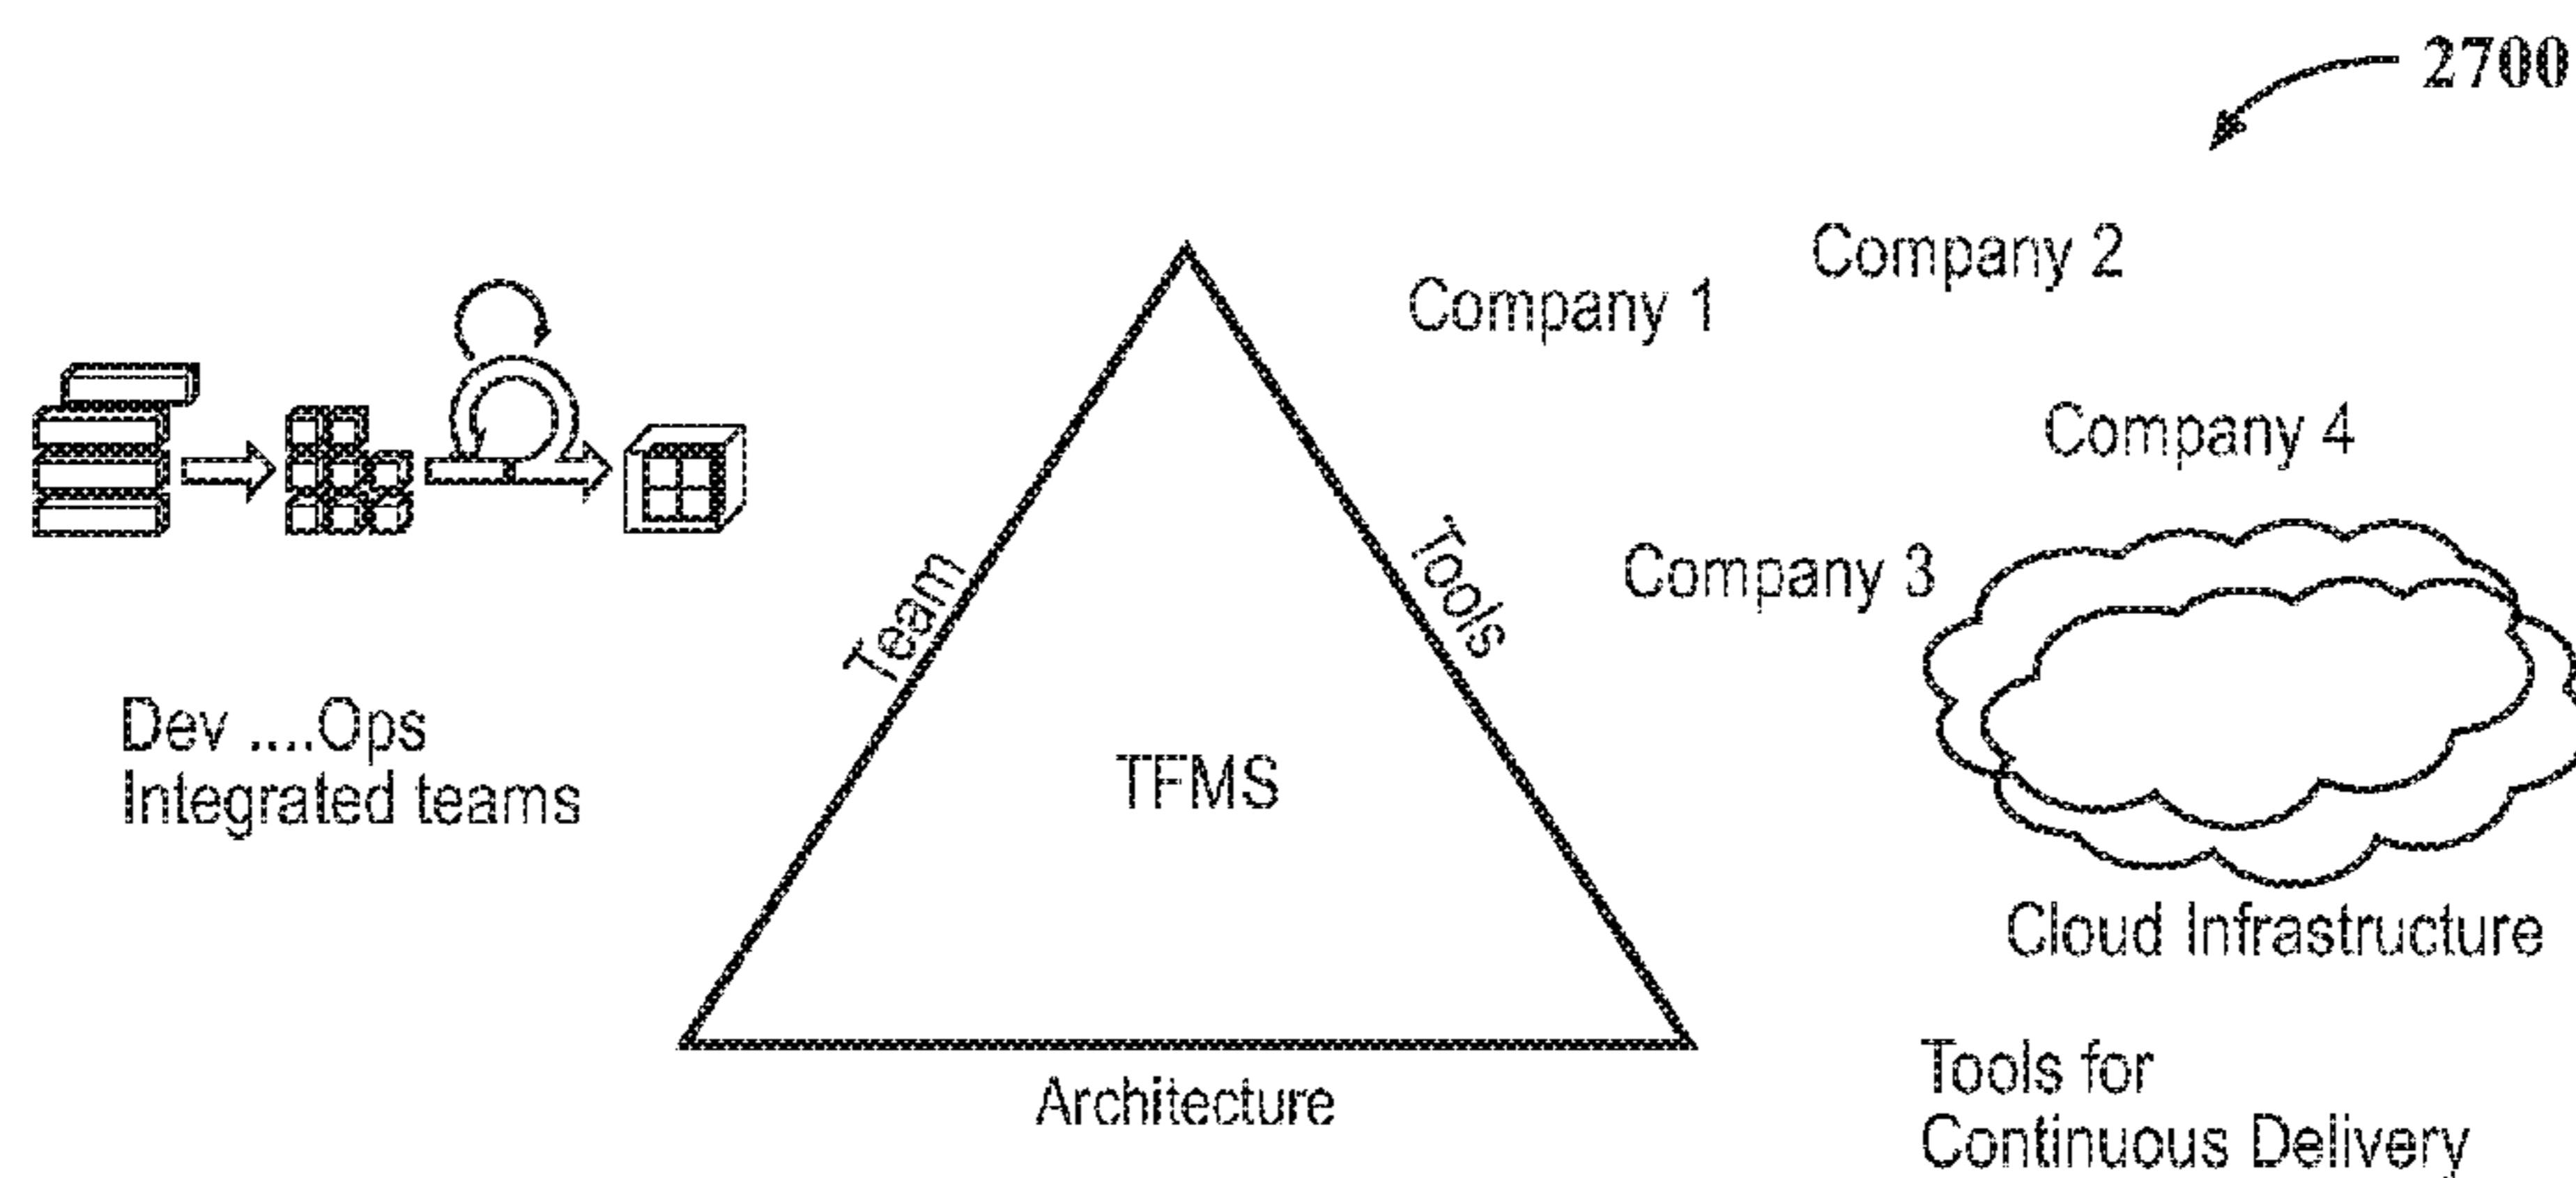 2700
Company 2
Company 1
Company 4
Company 3
Team
Tools
Dev ....Ops
Integrated teams
TFMS
Cloud Infrastructure
Architecture
Tools for
Continuous Delivery